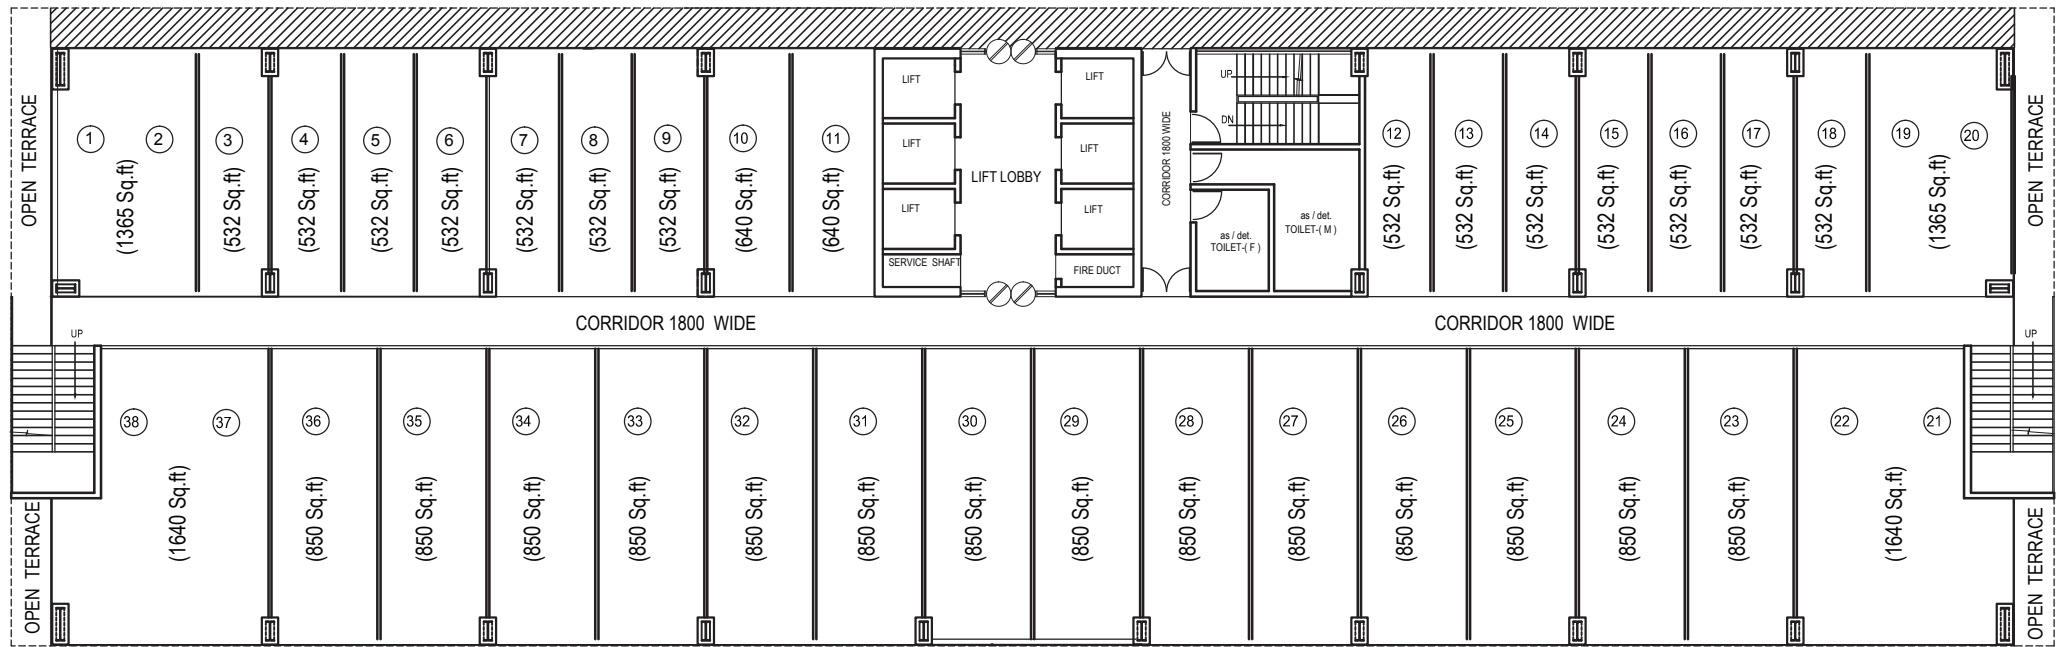 OPEN TERRACE
1
2
(1365 Sq.ft)
3
(532 Sq.ft)
4
(532 Sq.ft)
5
(532 Sq.ft)
6
(532 Sq.ft)
7
(532 Sq.ft)
8
(532 Sq.ft)
9
(532 Sq.ft)
10
(640 Sq.ft)
11
(640 Sq.ft)
LIFT
LIFT
LIFT
SERVICE SHAFT
LIFT LOBBY
LIFT
LIFT
LIFT
FIRE DUCT
CORRIDOR 1800 WIDE
UP
DN
as / det.
TOILET-( F )
as / det.
TOILET-( M )
12
(532 Sq.ft)
13
(532 Sq.ft)
14
(532 Sq.ft)
15
(532 Sq.ft)
16
(532 Sq.ft)
17
(532 Sq.ft)
18
(532 Sq.ft)
19
20
(1365 Sq.ft)
OPEN TERRACE
CORRIDOR 1800 WIDE
CORRIDOR 1800 WIDE
UP
UP
38
37
(1640 Sq.ft)
36
(850 Sq.ft)
35
(850 Sq.ft)
34
(850 Sq.ft)
33
(850 Sq.ft)
32
(850 Sq.ft)
31
(850 Sq.ft)
30
(850 Sq.ft)
29
(850 Sq.ft)
28
(850 Sq.ft)
27
(850 Sq.ft)
26
(850 Sq.ft)
25
(850 Sq.ft)
24
(850 Sq.ft)
23
(850 Sq.ft)
22
21
(1640 Sq.ft)
OPEN TERRACE
OPEN TERRACE